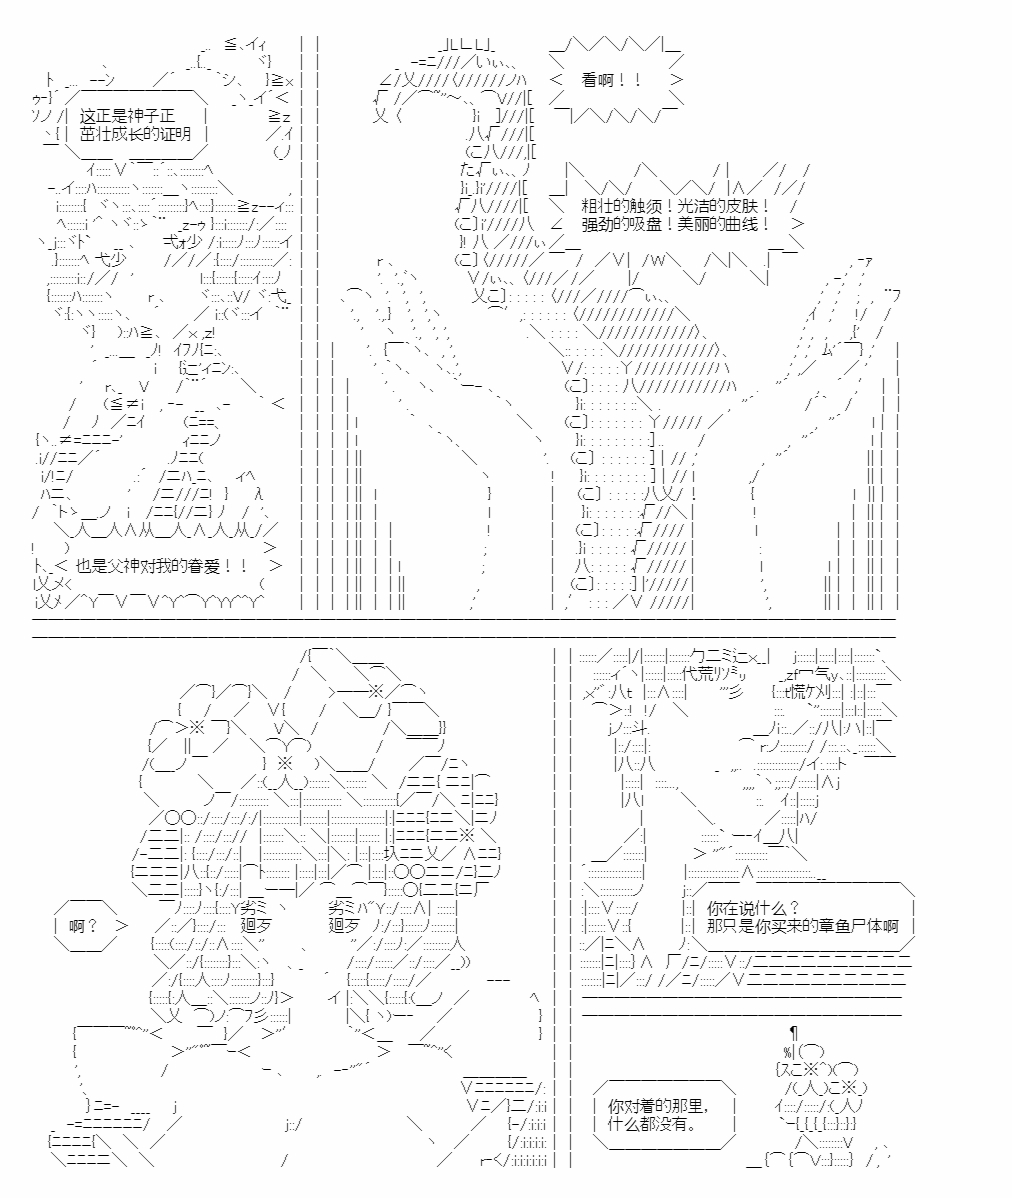 看啊！！
这正是神子正
茁壮成长的证明
粗壮的触须！光洁的皮肤！
强劲的吸盘！美丽的曲线！
也是父神对我的眷爱！！
啊？
你在说什么？
那只是你买来的章鱼尸体啊
你对着的那里，
什么都没有。